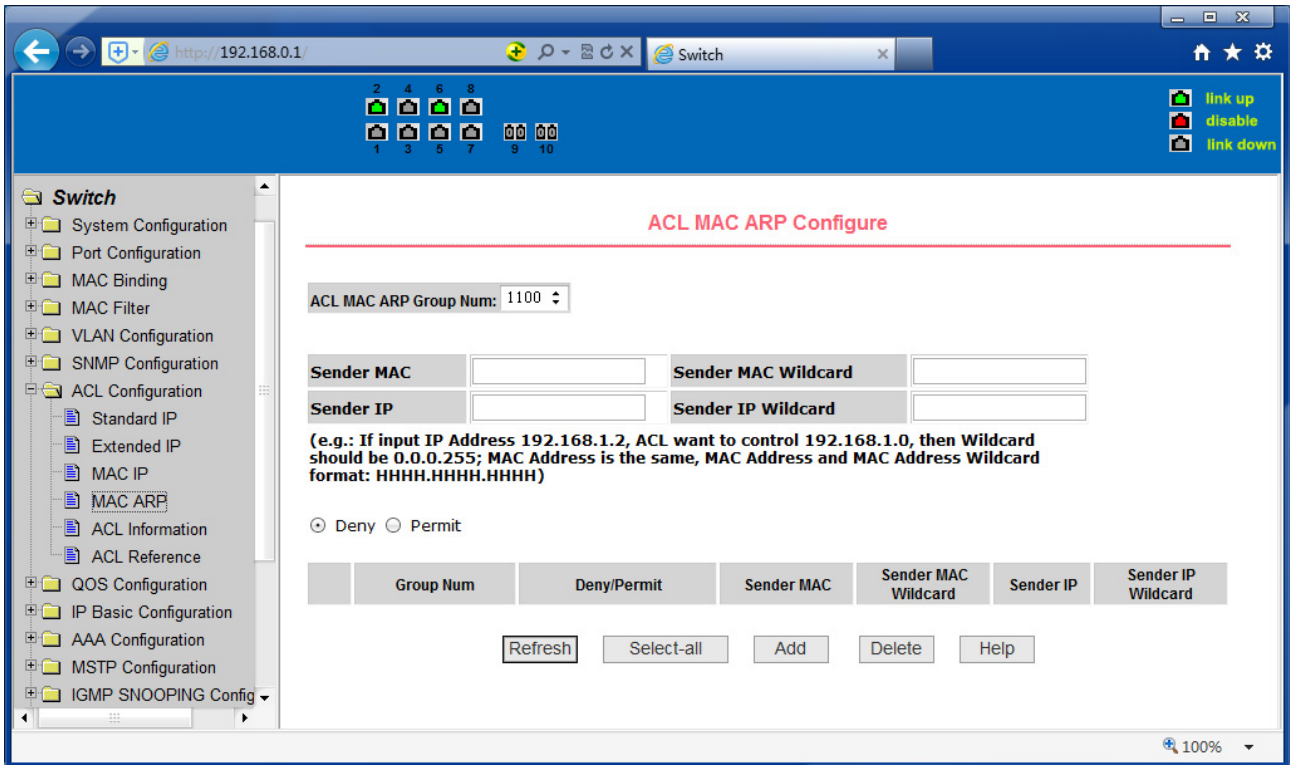 http://192.168.0.1/
Switch
2 4 6 8
1 3 5 7 9 10
link up
disable
link down
Switch
System Configuration
Port Configuration
MAC Binding
MAC Filter
VLAN Configuration
SNMP Configuration
ACL Configuration
Standard IP
Extended IP
MAC IP
MAC ARP
ACL Information
ACL Reference
QOS Configuration
IP Basic Configuration
AAA Configuration
MSTP Configuration
IGMP SNOOPING Config
ACL MAC ARP Configure
ACL MAC ARP Group Num: 1100
Sender MAC Sender MAC Wildcard
Sender IP Sender IP Wildcard
(e.g.: If input IP Address 192.168.1.2, ACL want to control 192.168.1.0, then Wildcard
should be 0.0.0.255; MAC Address is the same, MAC Address and MAC Address Wildcard
format: HHHH.HHHH.HHHH)
Deny Permit
Group Num Deny/Permit Sender MAC Sender MAC Wildcard Sender IP Sender IP Wildcard
Refresh Select-all Add Delete Help
100%